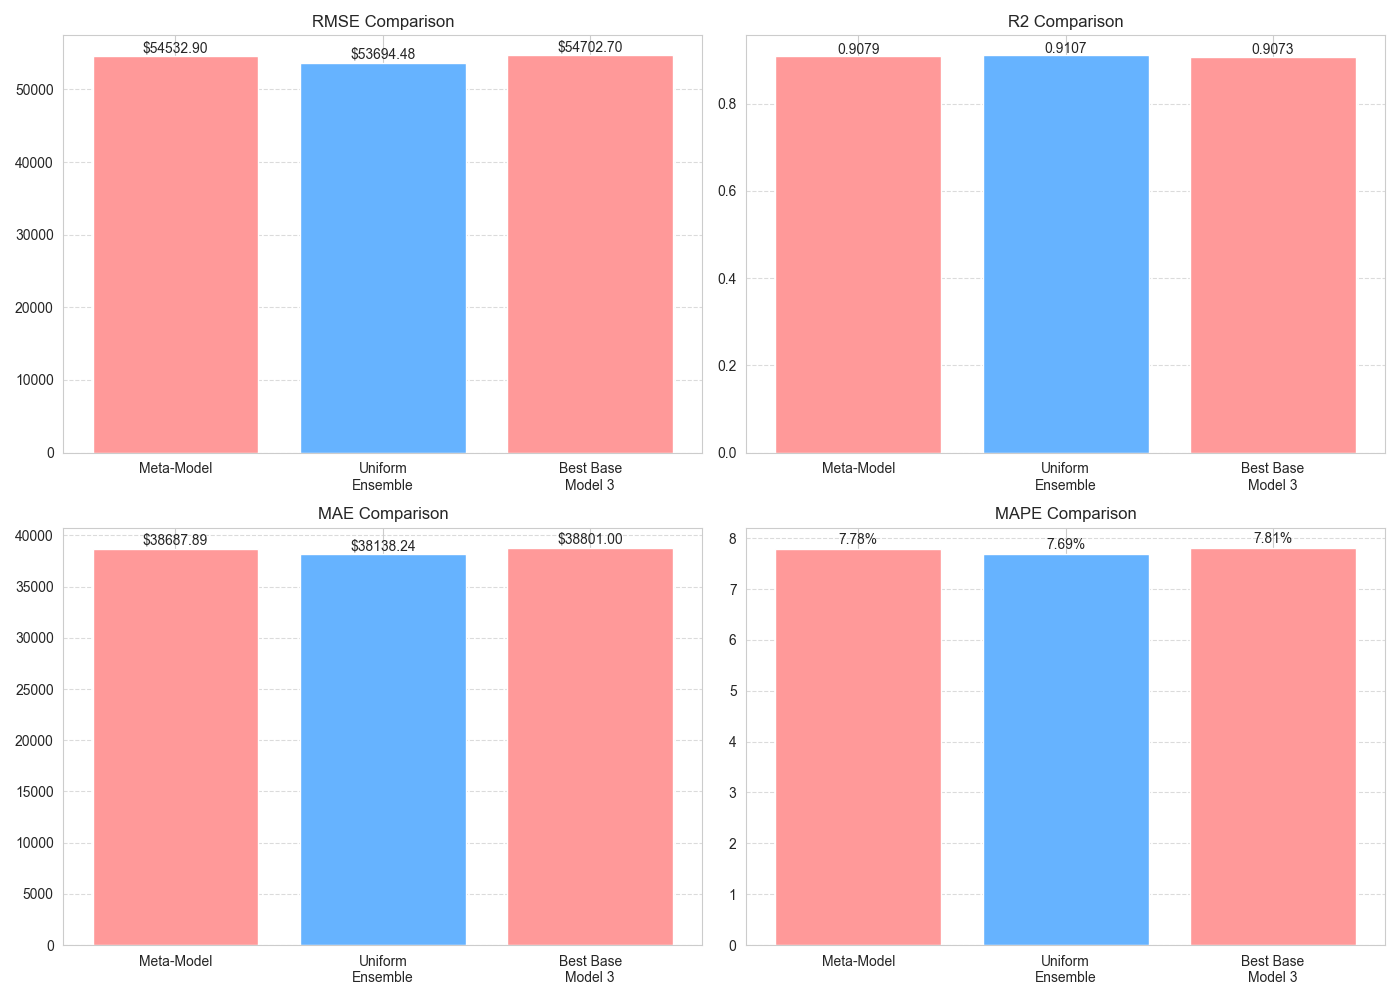 RMSE Comparison
$54532.90
$53694.48
$54702.70
50000
40000
30000
20000
10000
0
Meta-Model
Uniform
Ensemble
Best Base
Model 3
R2 Comparison
0.9079
0.9107
0.9073
0.8
0.6
0.4
0.2
0.0
Meta-Model
Uniform
Ensemble
Best Base
Model 3
MAE Comparison
$38687.89
$38138.24
$38801.00
40000
35000
30000
25000
20000
15000
10000
5000
0
Meta-Model
Uniform
Ensemble
Best Base
Model 3
MAPE Comparison
7.78%
7.69%
7.81%
8
7
6
5
4
3
2
1
0
Meta-Model
Uniform
Ensemble
Best Base
Model 3